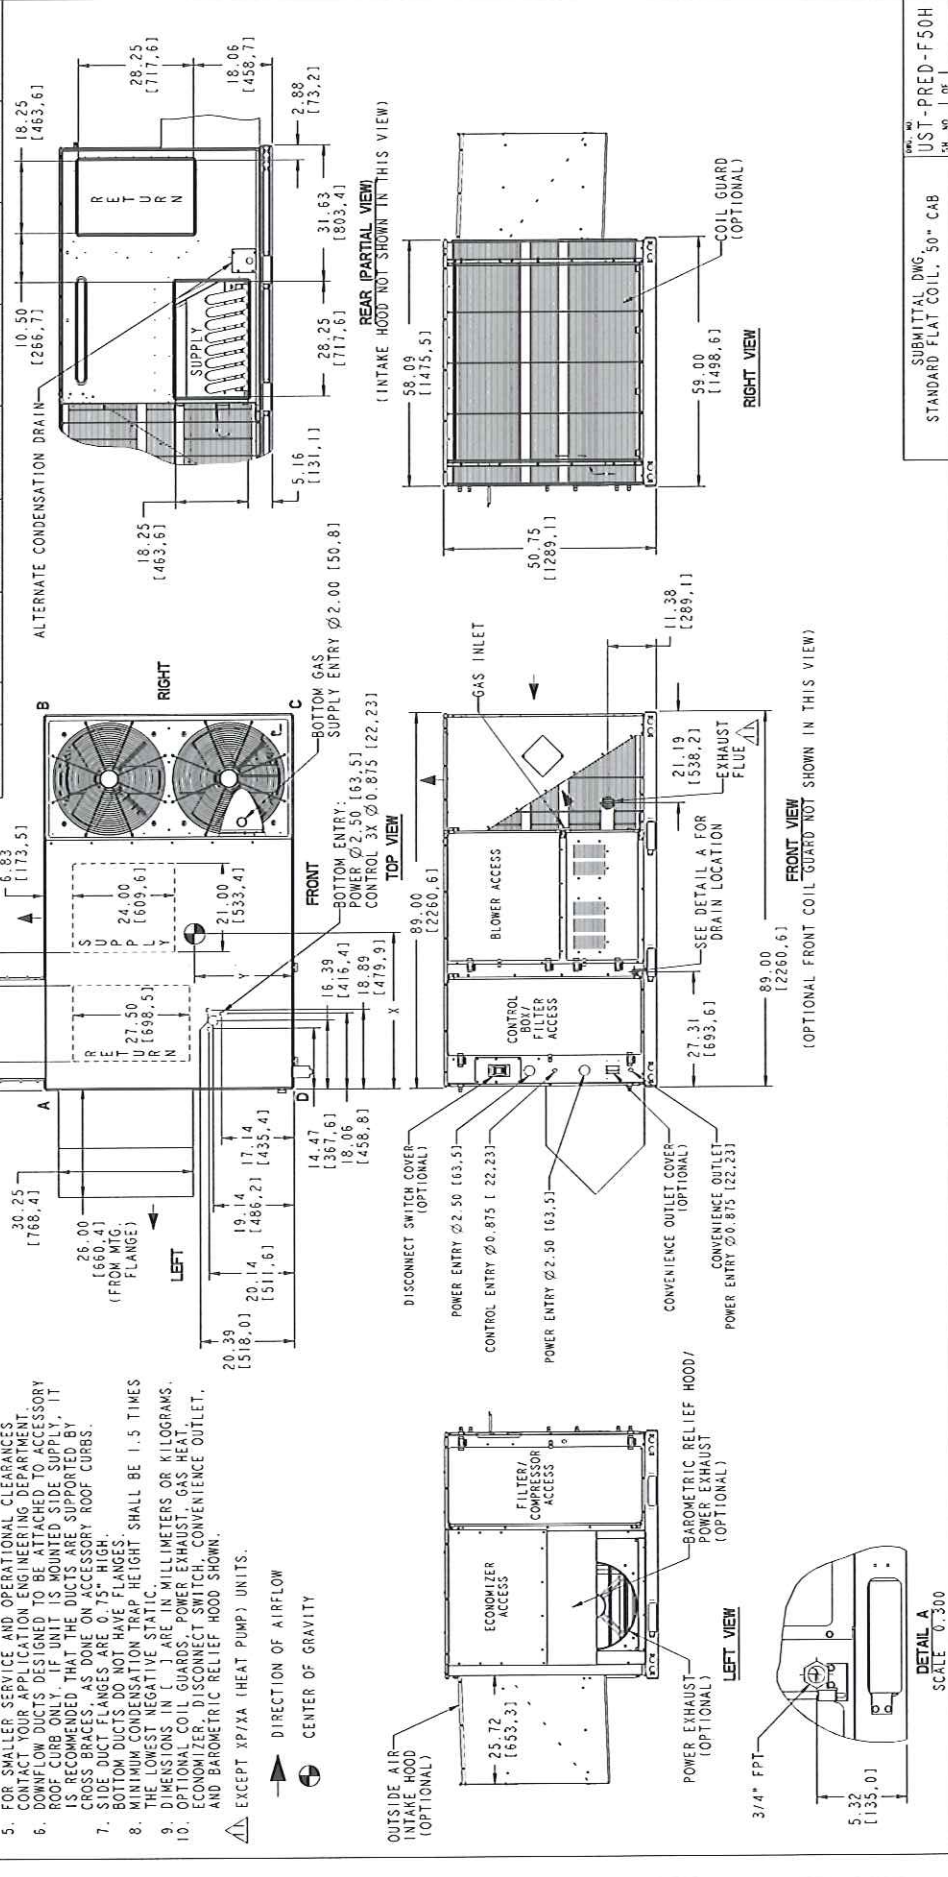 5. FOR SMALLER SERVICE AND OPERATIONAL CLEARANCES
CONTACT YOUR APPLICATION ENGINEERING DEPARTMENT.
6. DOWNFLOW DUCTS DESIGNED TO BE ATTACHED TO ACCESSORY
ROOF CURB ONLY. IF UNIT IS MOUNTED SIDE SUPPLY, IT
IS RECOMMENDED THAT THE DUCTS ARE SUPPORTED BY
CROSS BRACES, AS DONE ON ACCESSORY ROOF CURBS.
7. SIDE DUCT FLANGES ARE 0.75" HIGH.
BOTTOM DUCTS DO NOT HAVE FLANGES.
8. MINIMUM CONDENSATION TRAP HEIGHT SHALL BE 1.5 TIMES
THE LOWEST NEGATIVE STATIC.
9. DIMENSIONS IN [ ] ARE IN MILLIMETERS OR KILOGRAMS.
10. OPTIONAL COIL GUARDS, POWER EXHAUST, GAS HEAT,
ECONOMIZER, DISCONNECT SWITCH, CONVENIENCE OUTLET,
AND BAROMETRIC RELIEF HOOD SHOWN.
1\ EXCEPT XP/XA (HEAT PUMP) UNITS.
DIRECTION OF AIRFLOW
CENTER OF GRAVITY
30.25
[768,4]
26.00
[660,4]
(FROM MTG.
FLANGE)
LEFT
A
B
C
D
RIGHT
FRONT
6.83
[173,5]
RETURN
27.50
[698,5]
SUPPLY
24.00
[609,6]
21.00
[533,4]
Y
X
20.39
[518,0]
20.14
[511,6]
19.14
[486,2]
17.14
[435,4]
14.47
[367,6]
18.06
[458,8]
16.39
[416,4]
18.89
[479,9]
BOTTOM GAS
SUPPLY ENTRY Ø2.00 [50,8]
BOTTOM ENTRY:
POWER Ø2.50 [63,5]
CONTROL 3X Ø0.875 [22,23]
TOP VIEW
ALTERNATE CONDENSATION DRAIN
10.50
[266,7]
18.25
[463,6]
28.25
[717,6]
18.06
[458,7]
2.88
[73,2]
RETURN
SUPPLY
18.25
[463,6]
5.16
[131,1]
28.25
[717,6]
31.63
[803,4]
REAR (PARTIAL VIEW)
(INTAKE HOOD NOT SHOWN IN THIS VIEW)
OUTSIDE AIR
INTAKE HOOD
(OPTIONAL)
25.72
[653,3]
ECONOMIZER
ACCESS
FILTER/
COMPRESSOR
ACCESS
BAROMETRIC RELIEF HOOD/
POWER EXHAUST
(OPTIONAL)
POWER EXHAUST
(OPTIONAL)
LEFT VIEW
DISCONNECT SWITCH COVER
(OPTIONAL)
POWER ENTRY Ø2.50 [63,5]
CONTROL ENTRY Ø0.875 [ 22,23]
POWER ENTRY Ø2.50 [63,5]
CONVENIENCE OUTLET COVER
(OPTIONAL)
CONVENIENCE OUTLET
POWER ENTRY Ø0.875 [22,23]
89.00
[2260,6]
CONTROL
BOX/
FILTER
ACCESS
BLOWER ACCESS
GAS INLET
27.31
[693,6]
SEE DETAIL A FOR
DRAIN LOCATION
21.19
[538,2]
EXHAUST
FLUE 1\
11.38
[289,1]
89.00
[2260,6]
FRONT VIEW
(OPTIONAL FRONT COIL GUARD NOT SHOWN IN THIS VIEW)
58.09
[1475,5]
50.75
[1289,1]
59.00
[1498,6]
COIL GUARD
(OPTIONAL)
RIGHT VIEW
3/4" FPT
5.32
[135,0]
DETAIL A
SCALE 0.300
SUBMITTAL DWG,
STANDARD FLAT COIL, 50" CAB
DWG. NO.
UST-PRED-F50H
SH. NO. 1 OF 1